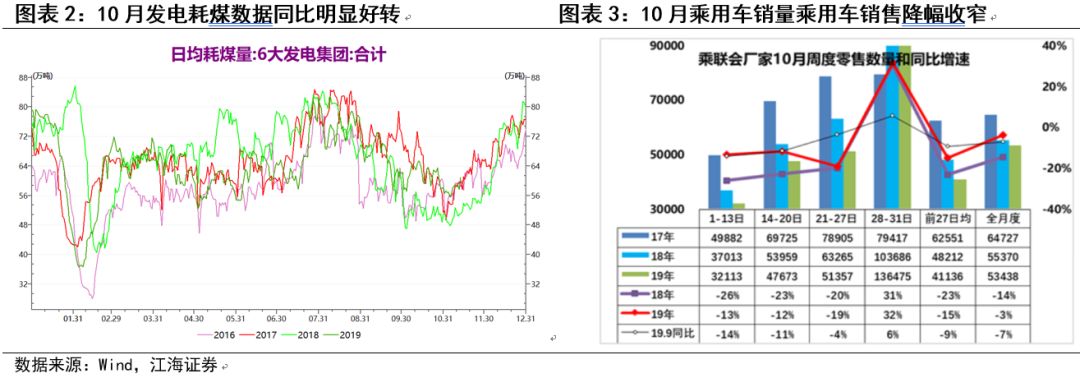 图表 2：10 月发电耗煤数据同比明显好转
图表 3：10 月乘用车销量乘用车销售降幅收窄
日均耗煤量:6大发电集团:合计
(万吨)
(万吨)
88
80
72
64
56
48
40
32
88
80
72
64
56
48
40
32
01.31 02.29 03.31 04.30 05.31 06.30 07.31 08.31 09.30 10.31 11.30 12.31
2016 2017 2018 2019
乘联会厂家10月周度零售数量和同比增速
90000
70000
50000
30000
40%
20%
0%
-20%
-40%
1-13日 14-20日 21-27日 28-31日 前27日均 全月度
17年 49882 69725 78905 79417 62551 64727
18年 37013 53959 63265 103686 48212 55370
19年 32113 47673 51357 136475 41136 53438
18年 -26% -23% -20% 31% -23% -14%
19年 -13% -12% -19% 32% -15% -3%
19.9同比 -14% -11% -4% 6% -9% -7%
数据来源：Wind，江海证券